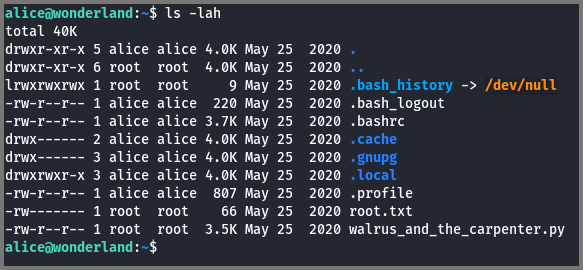 alice@wonderland:~$ ls -lah
total 40K
drwxr-xr-x 5 alice alice 4.0K May 25  2020 .
drwxr-xr-x 6 root  root  4.0K May 25  2020 ..
lrwxrwxrwx 1 root  root     9 May 25  2020 .bash_history -> /dev/null
-rw-r--r-- 1 alice alice  220 May 25  2020 .bash_logout
-rw-r--r-- 1 alice alice 3.7K May 25  2020 .bashrc
drwx------ 2 alice alice 4.0K May 25  2020 .cache
drwx------ 3 alice alice 4.0K May 25  2020 .gnupg
drwxrwxr-x 3 alice alice 4.0K May 25  2020 .local
-rw-r--r-- 1 alice alice  807 May 25  2020 .profile
-rw------- 1 root  root    66 May 25  2020 root.txt
-rw-r--r-- 1 root  root  3.5K May 25  2020 walrus_and_the_carpenter.py
alice@wonderland:~$